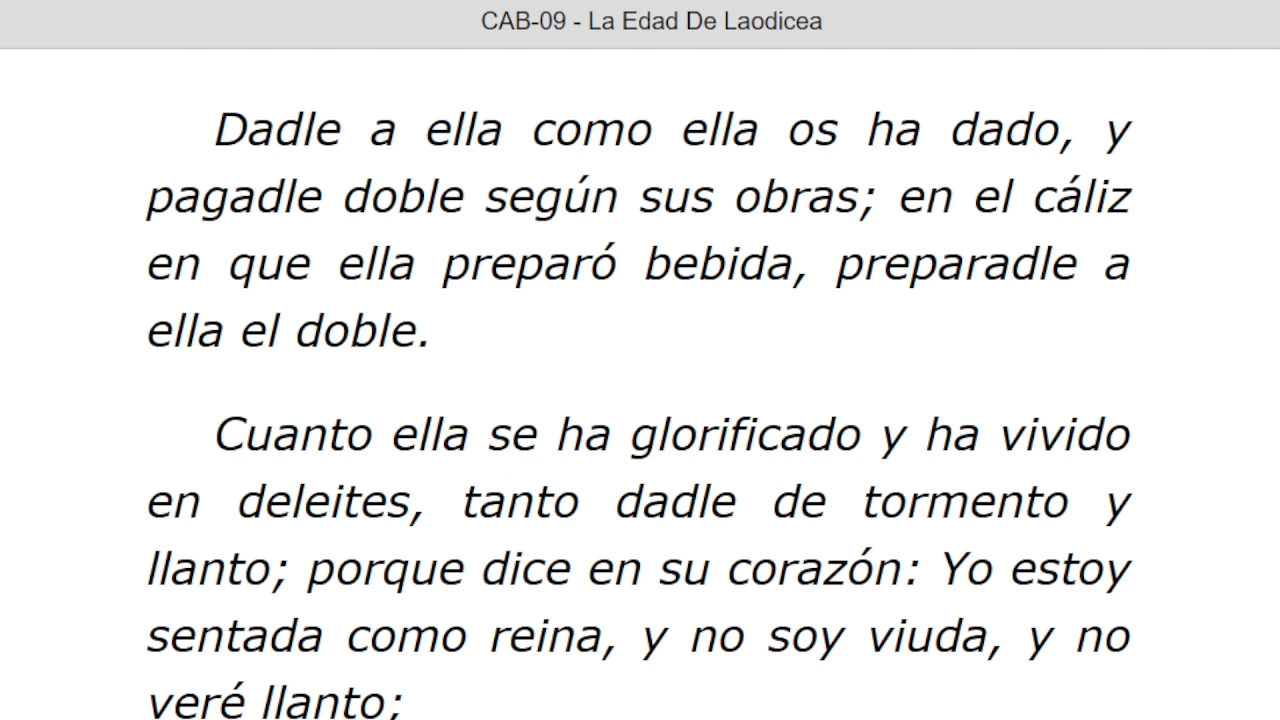 CAB-09 - La Edad De Laodicea
Dadle a ella como ella os ha dado, y
pagadle doble según sus obras; en el cáliz
en que ella preparó bebida, preparadle a
ella el doble.
Cuanto ella se ha glorificado y ha vivido
en deleites, tanto dadle de tormento y
llanto; porque dice en su corazón: Yo estoy
sentada como reina, y no soy viuda, y no
veré llanto;